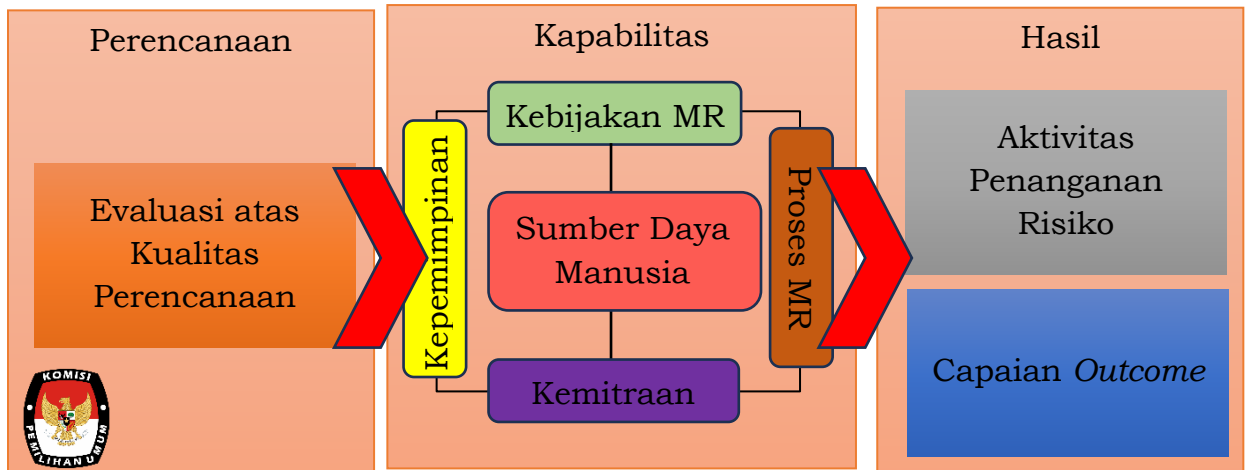 Perencanaan
Evaluasi atas
Kualitas
Perencanaan
KOMISI
PEMILIHAN UMUM
Kapabilitas
Kebijakan MR
Kepemimpinan
Sumber Daya
Manusia
Proses MR
Kemitraan
Hasil
Aktivitas
Penanganan
Risiko
Capaian Outcome